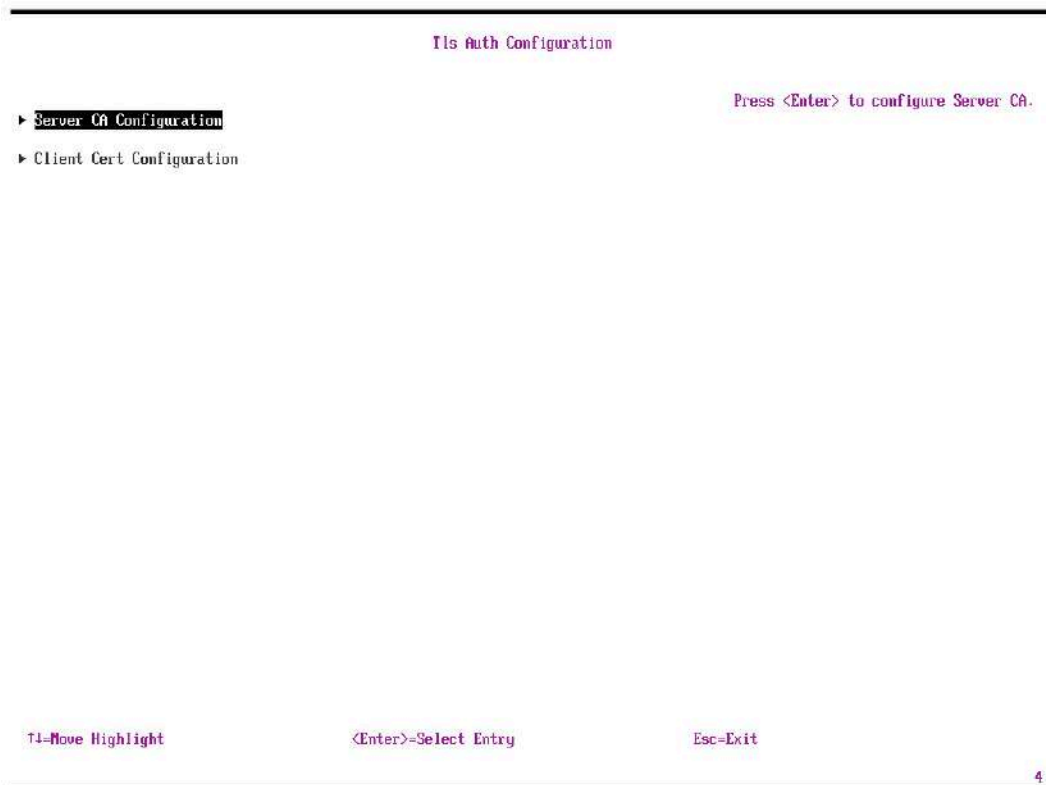 Tls Auth Configuration
Press <Enter> to configure Server CA.
▶ Server CA Configuration
▶ Client Cert Configuration
↑↓=Move Highlight
<Enter>=Select Entry
Esc=Exit
4